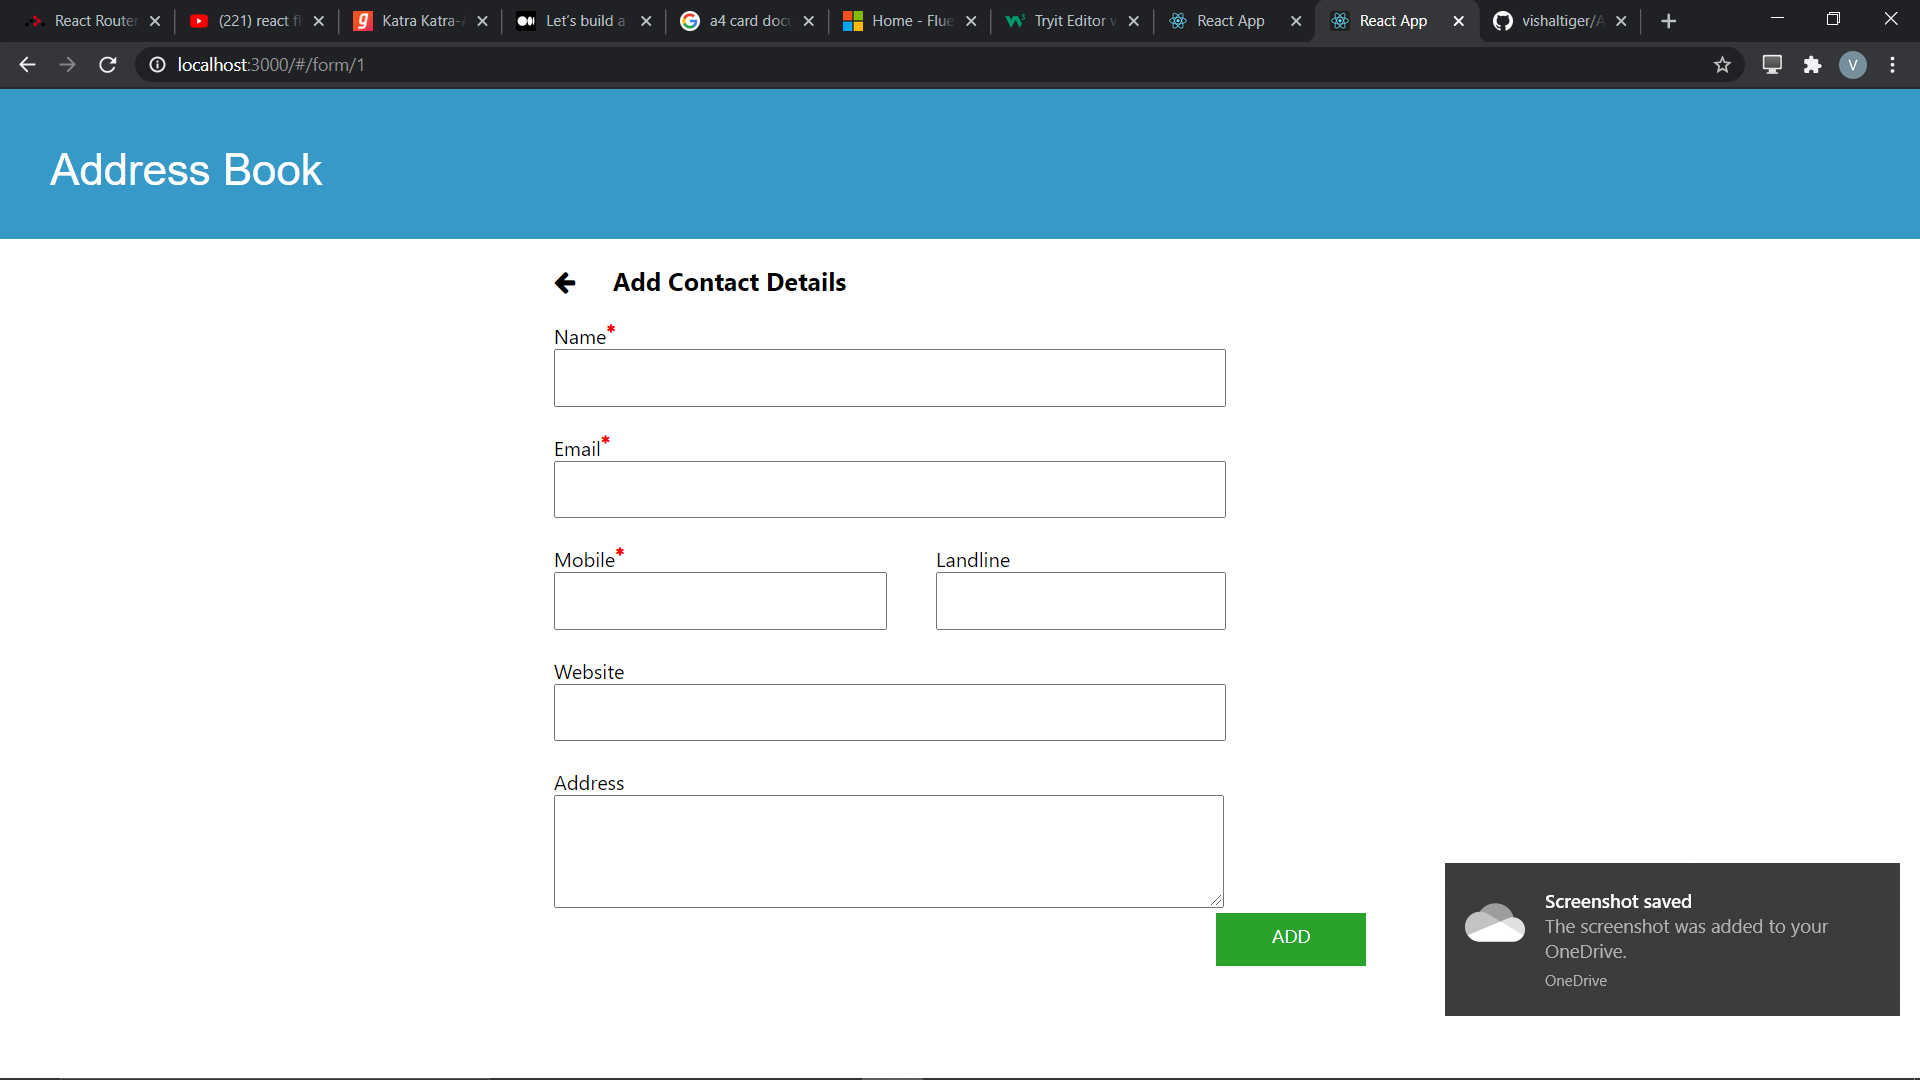 React Router
(221) react f
Katra Katra-
Let's build a
a4 card docu
Home - Flue
Tryit Editor v
React App
React App
vishaltiger/A
localhost:3000/#/form/1
V
Address Book
Add Contact Details
Name*
Email*
Mobile*
Landline
Website
Address
ADD
Screenshot saved
The screenshot was added to your
OneDrive.
OneDrive